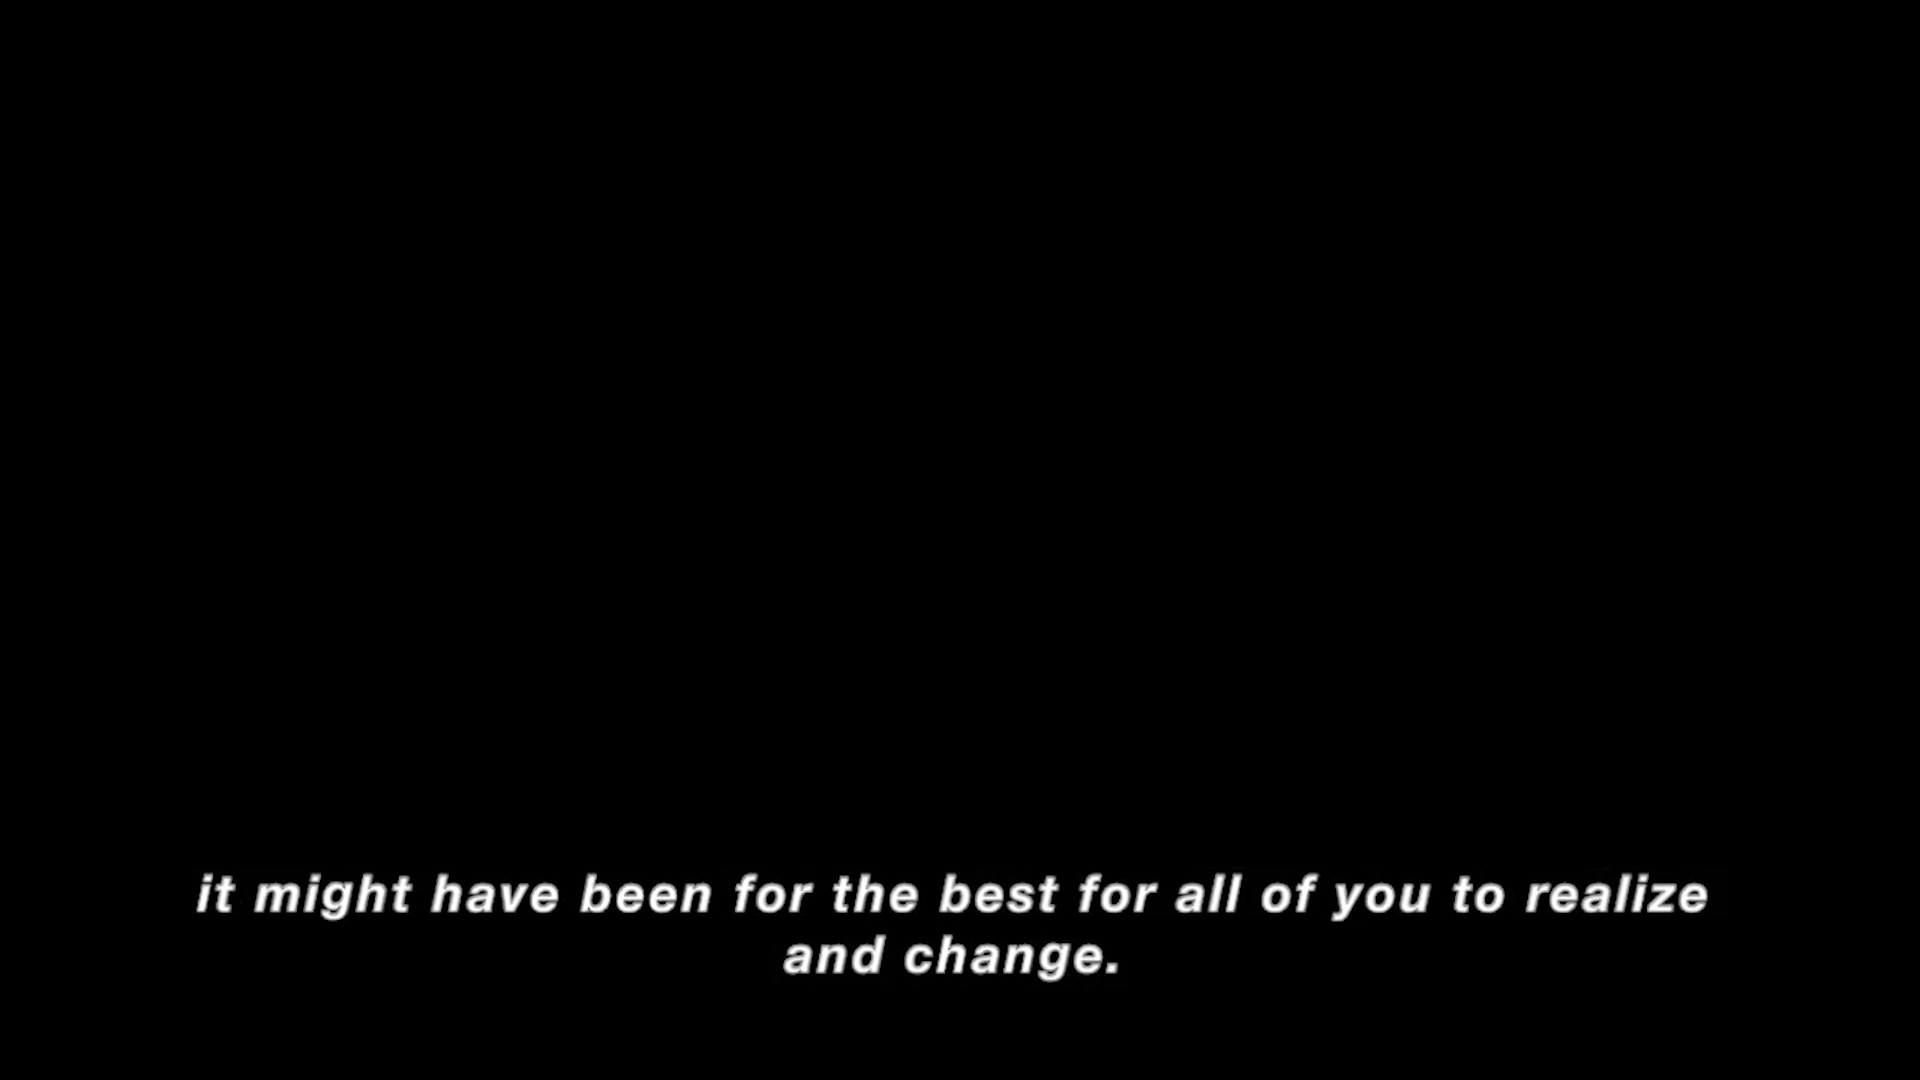 it might have been for the best for all of you to realize
and change.